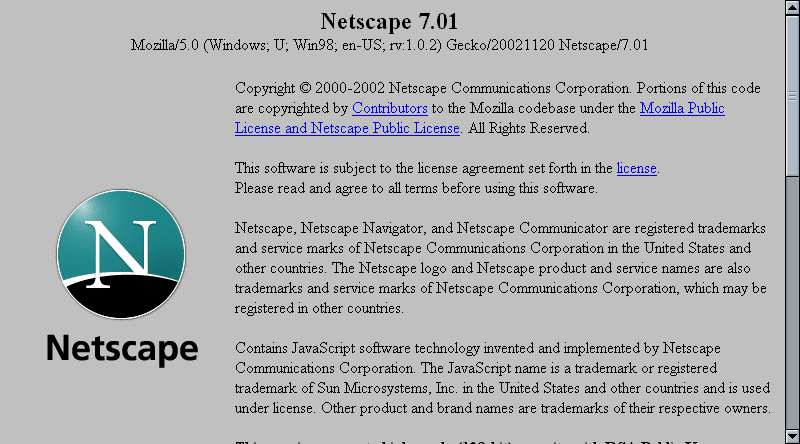 Netscape 7.01
Mozilla/5.0 (Windows; U; Win98; en-US; rv:1.0.2) Gecko/20021120 Netscape/7.01
Copyright © 2000-2002 Netscape Communications Corporation. Portions of this code
are copyrighted by Contributors to the Mozilla codebase under the Mozilla Public
License and Netscape Public License. All Rights Reserved.
This software is subject to the license agreement set forth in the license.
Please read and agree to all terms before using this software.
N
Netscape
Netscape, Netscape Navigator, and Netscape Communicator are registered trademarks
and service marks of Netscape Communications Corporation in the United States and
other countries. The Netscape logo and Netscape product and service names are also
trademarks and service marks of Netscape Communications Corporation, which may be
registered in other countries.
Contains JavaScript software technology invented and implemented by Netscape
Communications Corporation. The JavaScript name is a trademark or registered
trademark of Sun Microsystems, Inc. in the United States and other countries and is used
under license. Other product and brand names are trademarks of their respective owners.